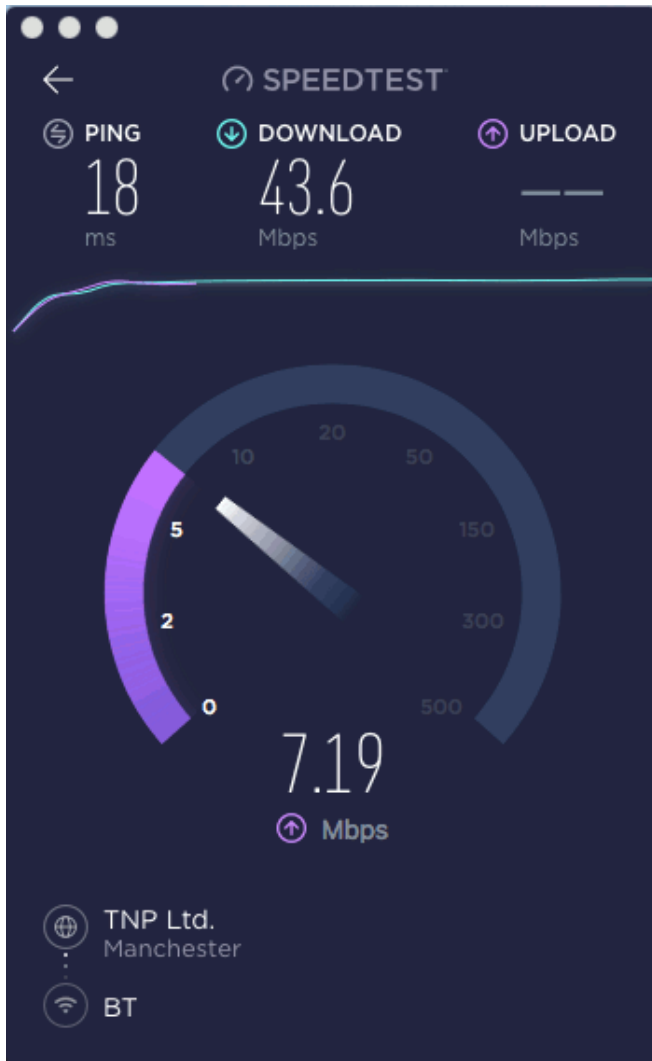 SPEEDTEST
PING
18
ms
DOWNLOAD
43.6
Mbps
UPLOAD
——
Mbps
0
2
5
10
20
50
150
300
500
7.19
Mbps
TNP Ltd.
Manchester
BT